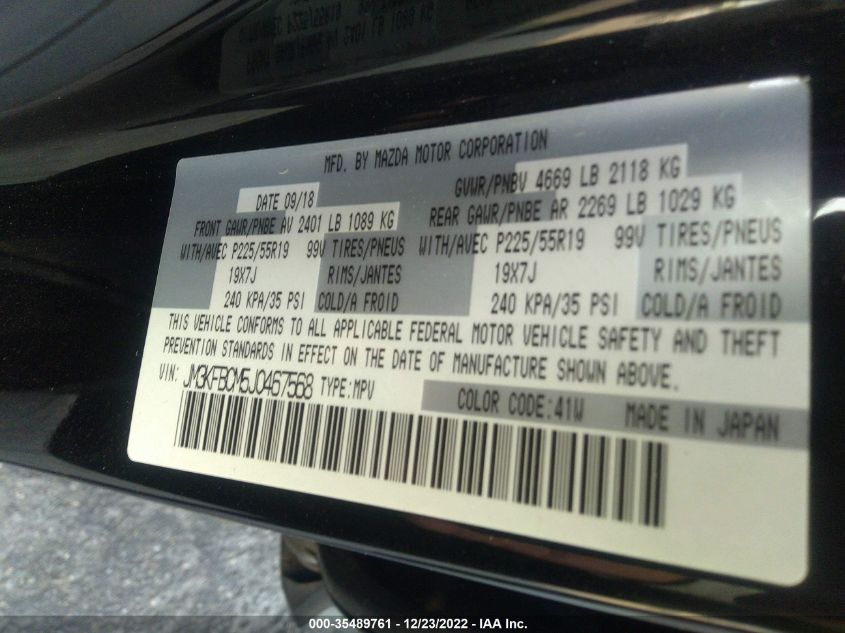 MFD. BY MAZDA MOTOR CORPORATION
DATE 09/18 GVWR/PNBV 4669 LB 2118 KG
FRONT GAWR/PNBE AV 2401 LB 1089 KG REAR GAWR/PNBE AR 2269 LB 1029 KG
WITH/AVEC P225/55R19 99V TIRES/PNEUS WITH/AVEC P225/55R19 99V TIRES/PNEUS
19X7J RIMS/JANTES 19X7J RIMS/JANTES
240 KPA/35 PSI COLD/A FROID 240 KPA/35 PSI COLD/A FROID
THIS VEHICLE CONFORMS TO ALL APPLICABLE FEDERAL MOTOR VEHICLE SAFETY AND THEFT
PREVENTION STANDARDS IN EFFECT ON THE DATE OF MANUFACTURE SHOWN ABOVE.
VIN: JM3KFBCM5J0467568 TYPE:MPV
COLOR CODE:41W MADE IN JAPAN
000-35489761 - 12/23/2022 - IAA Inc.